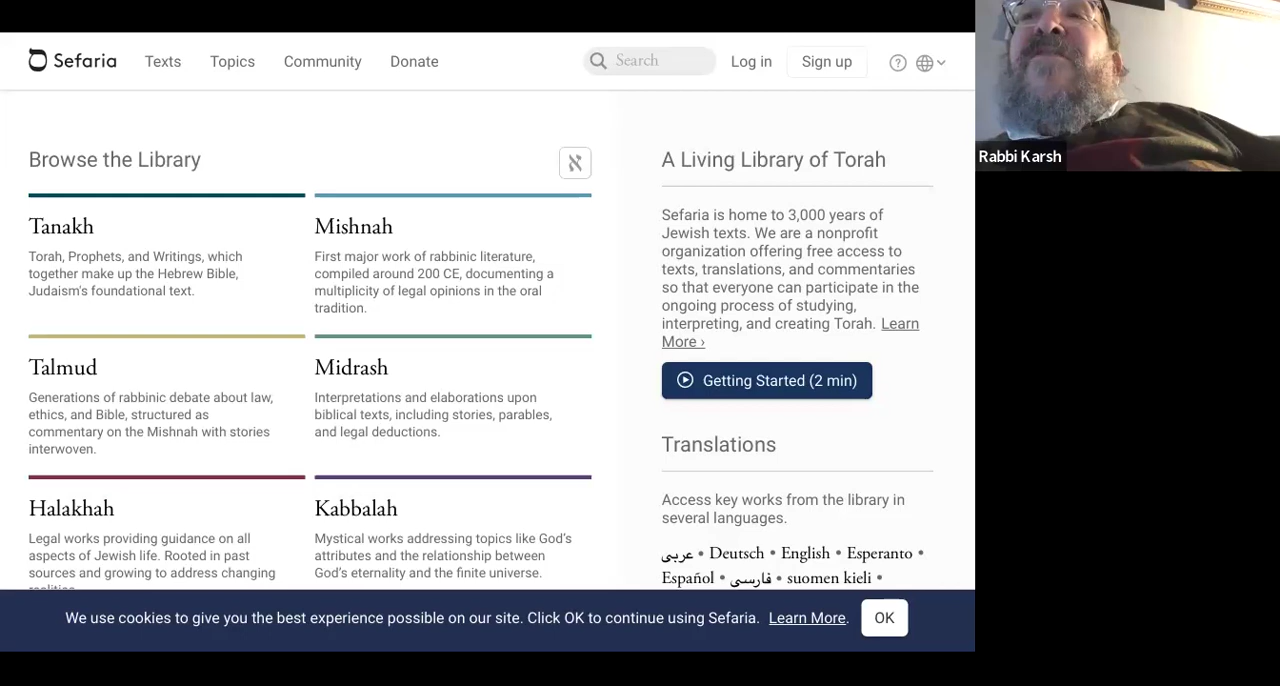 Sefaria Texts Topics Community Donate Search Log in Sign up
Browse the Library
א
Tanakh
Torah, Prophets, and Writings, which
together make up the Hebrew Bible,
Judaism's foundational text.
Mishnah
First major work of rabbinic literature,
compiled around 200 CE, documenting a
multiplicity of legal opinions in the oral
tradition.
Talmud
Generations of rabbinic debate about law,
ethics, and Bible, structured as
commentary on the Mishnah with stories
interwoven.
Midrash
Interpretations and elaborations upon
biblical texts, including stories, parables,
and legal deductions.
Halakhah
Legal works providing guidance on all
aspects of Jewish life. Rooted in past
sources and growing to address changing
Kabbalah
Mystical works addressing topics like God's
attributes and the relationship between
God's eternality and the finite universe.
A Living Library of Torah
Sefaria is home to 3,000 years of
Jewish texts. We are a nonprofit
organization offering free access to
texts, translations, and commentaries
so that everyone can participate in the
ongoing process of studying,
interpreting, and creating Torah. Learn
More ›
Getting Started (2 min)
Translations
Access key works from the library in
several languages.
عربى • Deutsch • English • Esperanto •
Español • فارسی • suomen kieli •
We use cookies to give you the best experience possible on our site. Click OK to continue using Sefaria. Learn More. OK
Rabbi Karsh